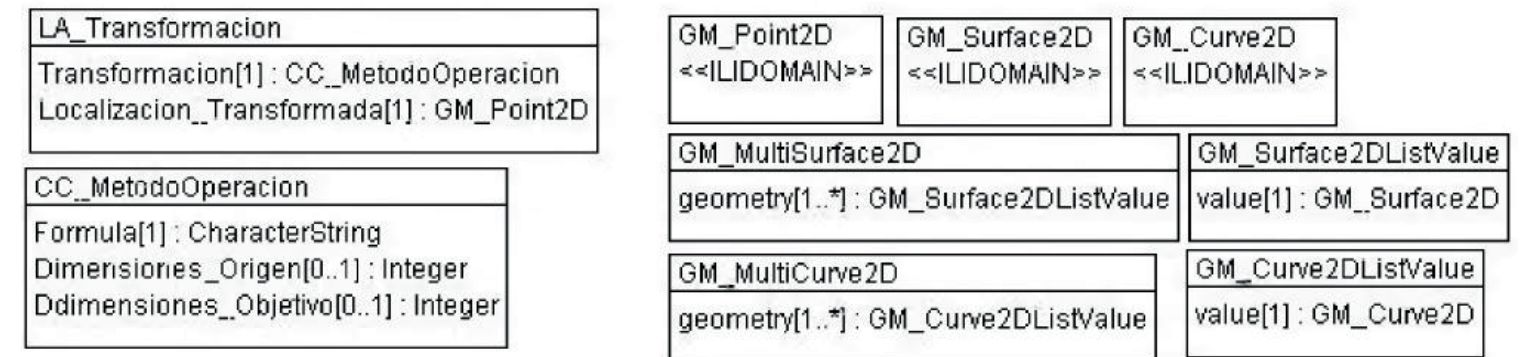 LA_Transformacion
Transformacion[1] : CC_MetodoOperacion
Localizacion_Transformada[1] : GM_Point2D
CC_MetodoOperacion
Formula[1] : CharacterString
Dimensiones_Origen[0..1] : Integer
Ddimensiones_Objetivo[0..1] : Integer
GM_Point2D
<<ILIDOMAIN>>
GM_Surface2D
<<ILIDOMAIN>>
GM_Curve2D
<<ILIDOMAIN>>
GM_MultiSurface2D
geometry[1..*] : GM_Surface2DListValue
GM_Surface2DListValue
value[1] : GM_Surface2D
GM_MultiCurve2D
geometry[1..*] : GM_Curve2DListValue
GM_Curve2DListValue
value[1] : GM_Curve2D